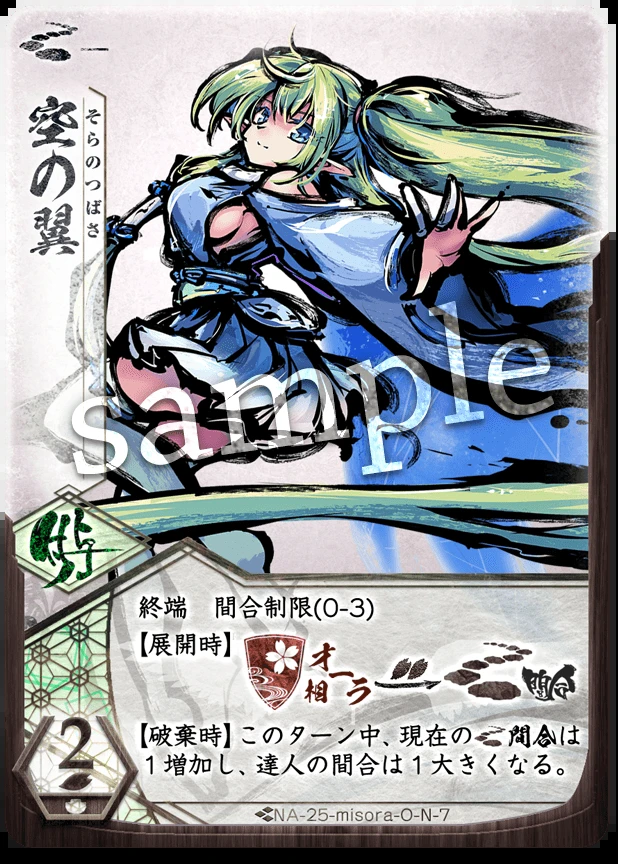 空の翼
そらのつばさ
sample
付与
終端 間合制限(0-3)
【展開時】 相オーラ 間合
2
【破棄時】このターン中、現在の間合は
1増加し、達人の間合は1大きくなる。
NA-25-misora-O-N-7